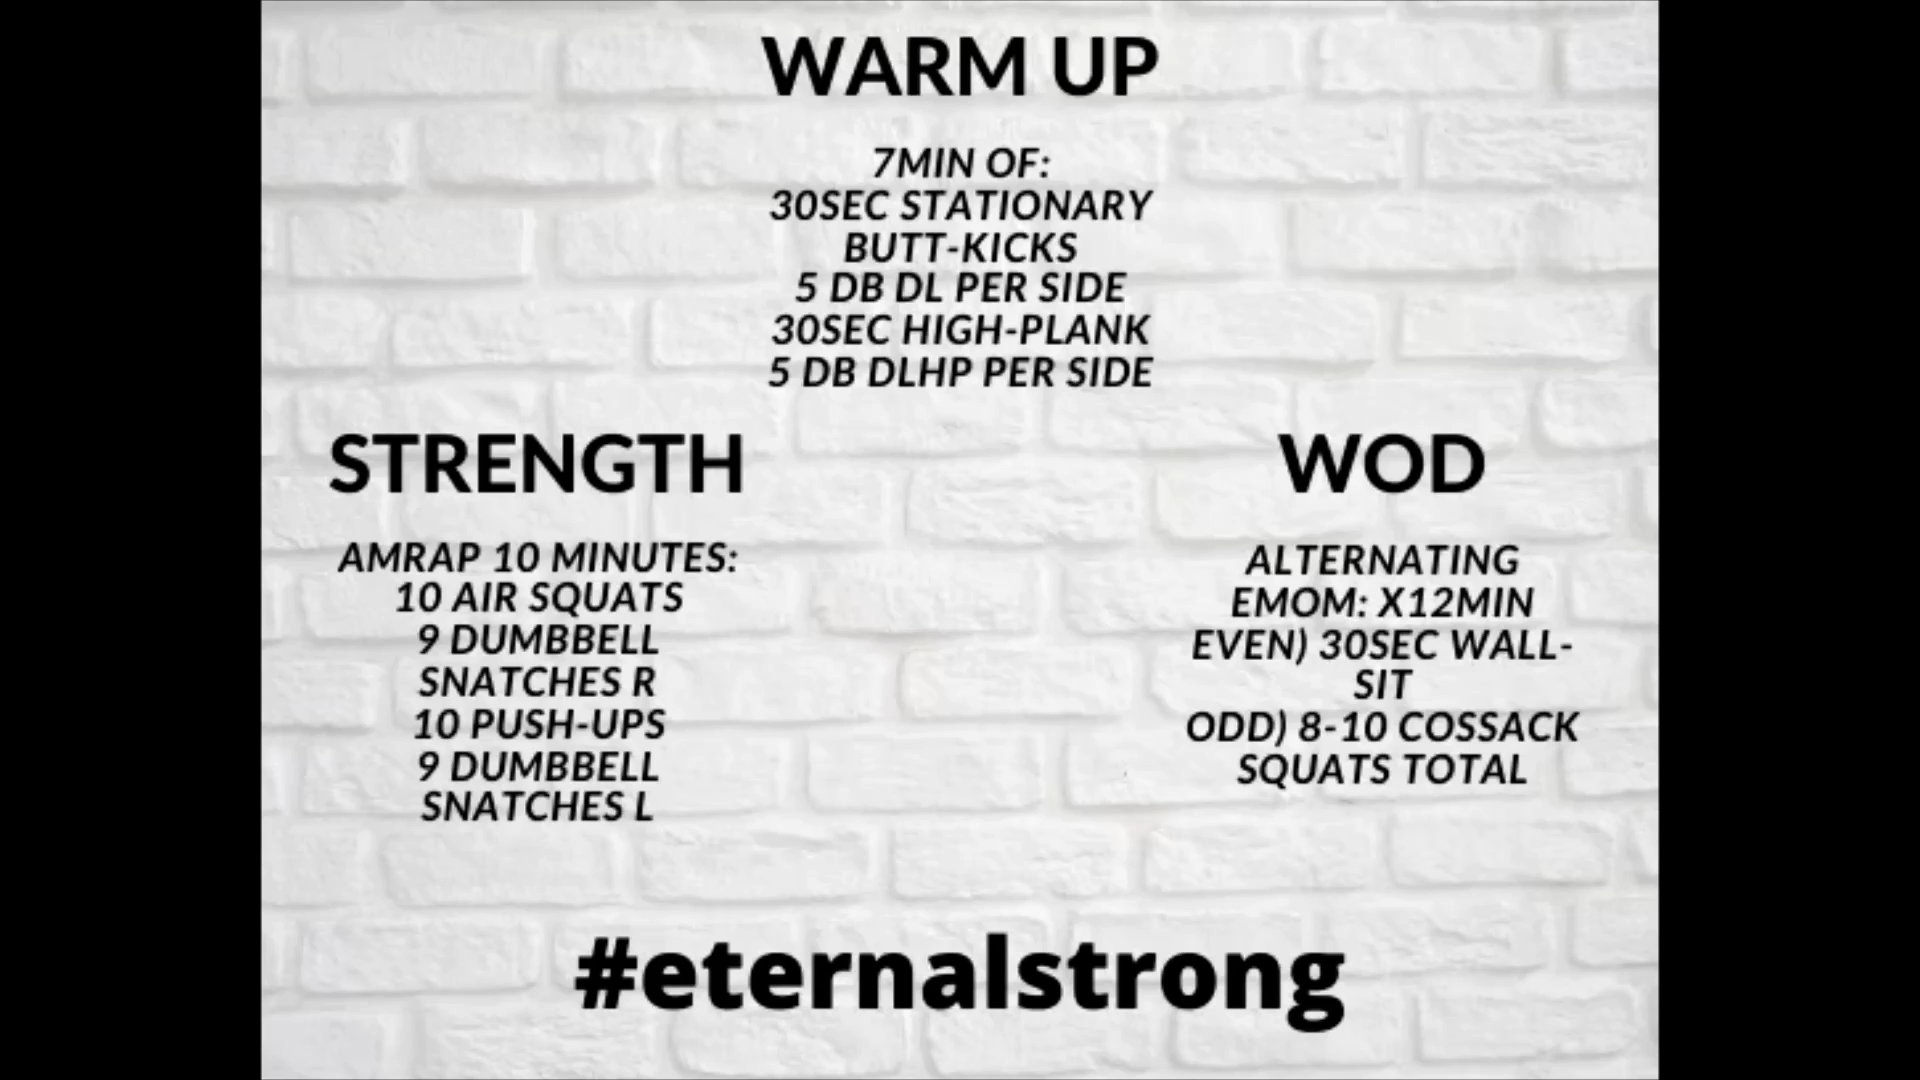 WARM UP
7MIN OF:
30SEC STATIONARY
BUTT-KICKS
5 DB DL PER SIDE
30SEC HIGH-PLANK
5 DB DLHP PER SIDE
STRENGTH
AMRAP 10 MINUTES:
10 AIR SQUATS
9 DUMBBELL
SNATCHES R
10 PUSH-UPS
9 DUMBBELL
SNATCHES L
WOD
ALTERNATING
EMOM: X12MIN
EVEN) 30SEC WALL-
SIT
ODD) 8-10 COSSACK
SQUATS TOTAL
#eternalstrong